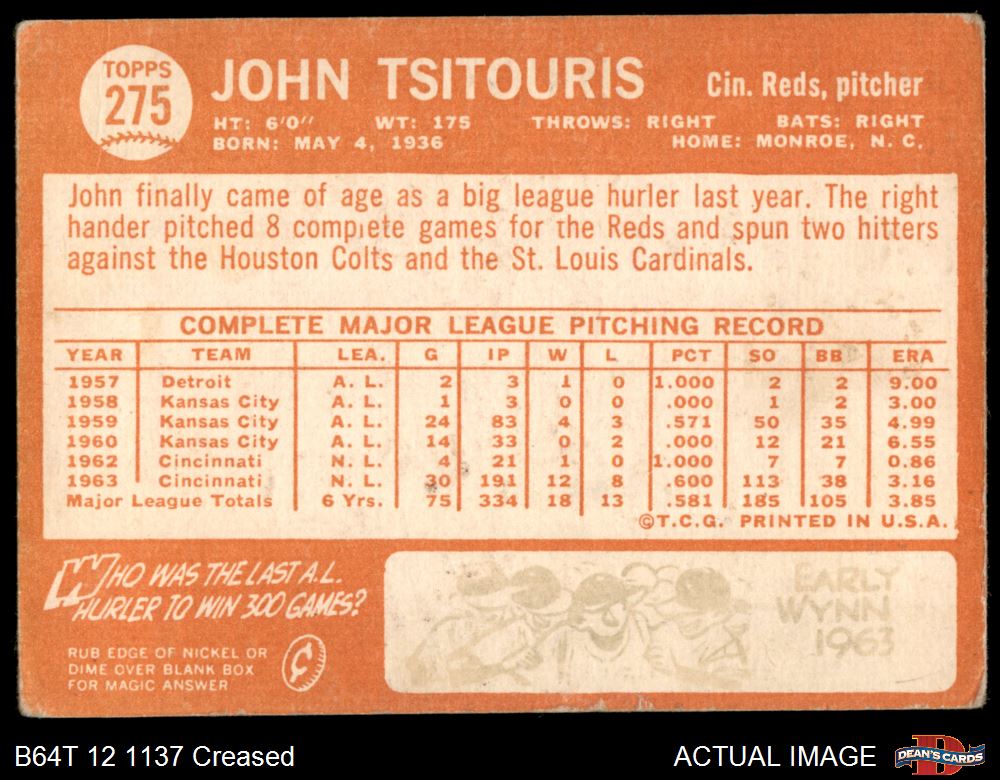 TOPPS
275
JOHN TSITOURIS
Cin. Reds, pitcher
HT: 6'0" WT: 175 THROWS: RIGHT BATS: RIGHT
BORN: MAY 4, 1936 HOME: MONROE, N. C.
John finally came of age as a big league hurler last year. The right
hander pitched 8 complete games for the Reds and spun two hitters
against the Houston Colts and the St. Louis Cardinals.
COMPLETE MAJOR LEAGUE PITCHING RECORD
YEAR TEAM LEA. G IP W L PCT SO BB ERA
1957 Detroit A. L. 2 3 1 0 1.000 2 2 9.00
1958 Kansas City A. L. 1 3 0 0 .000 1 2 3.00
1959 Kansas City A. L. 24 83 4 3 .571 50 35 4.99
1960 Kansas City A. L. 14 33 0 2 .000 12 21 6.55
1962 Cincinnati N. L. 4 21 1 0 1.000 7 7 0.86
1963 Cincinnati N. L. 30 191 12 8 .600 113 38 3.16
Major League Totals 6 Yrs. 75 334 18 13 .581 185 105 3.85
©T.C.G. PRINTED IN U.S.A.
WHO WAS THE LAST A.L.
HURLER TO WIN 300 GAMES?
RUB EDGE OF NICKEL OR
DIME OVER BLANK BOX
FOR MAGIC ANSWER
EARLY
WYNN
1963
B64T 12 1137 Creased
ACTUAL IMAGE
DEAN'S CARDS